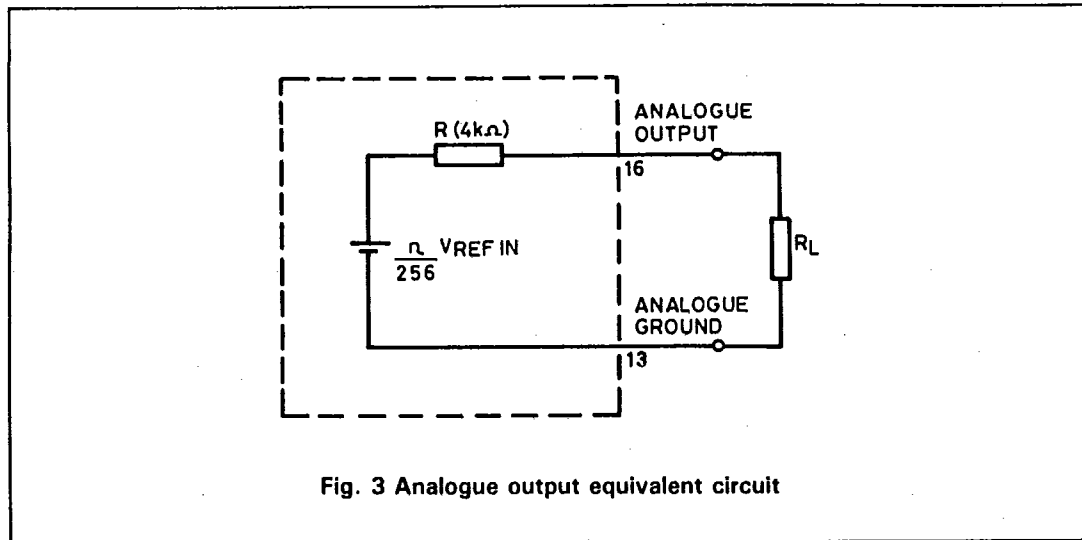 R (4kΩ)
ANALOGUE
OUTPUT
16
n
256
VREF IN
RL
ANALOGUE
GROUND
13
Fig. 3 Analogue output equivalent circuit